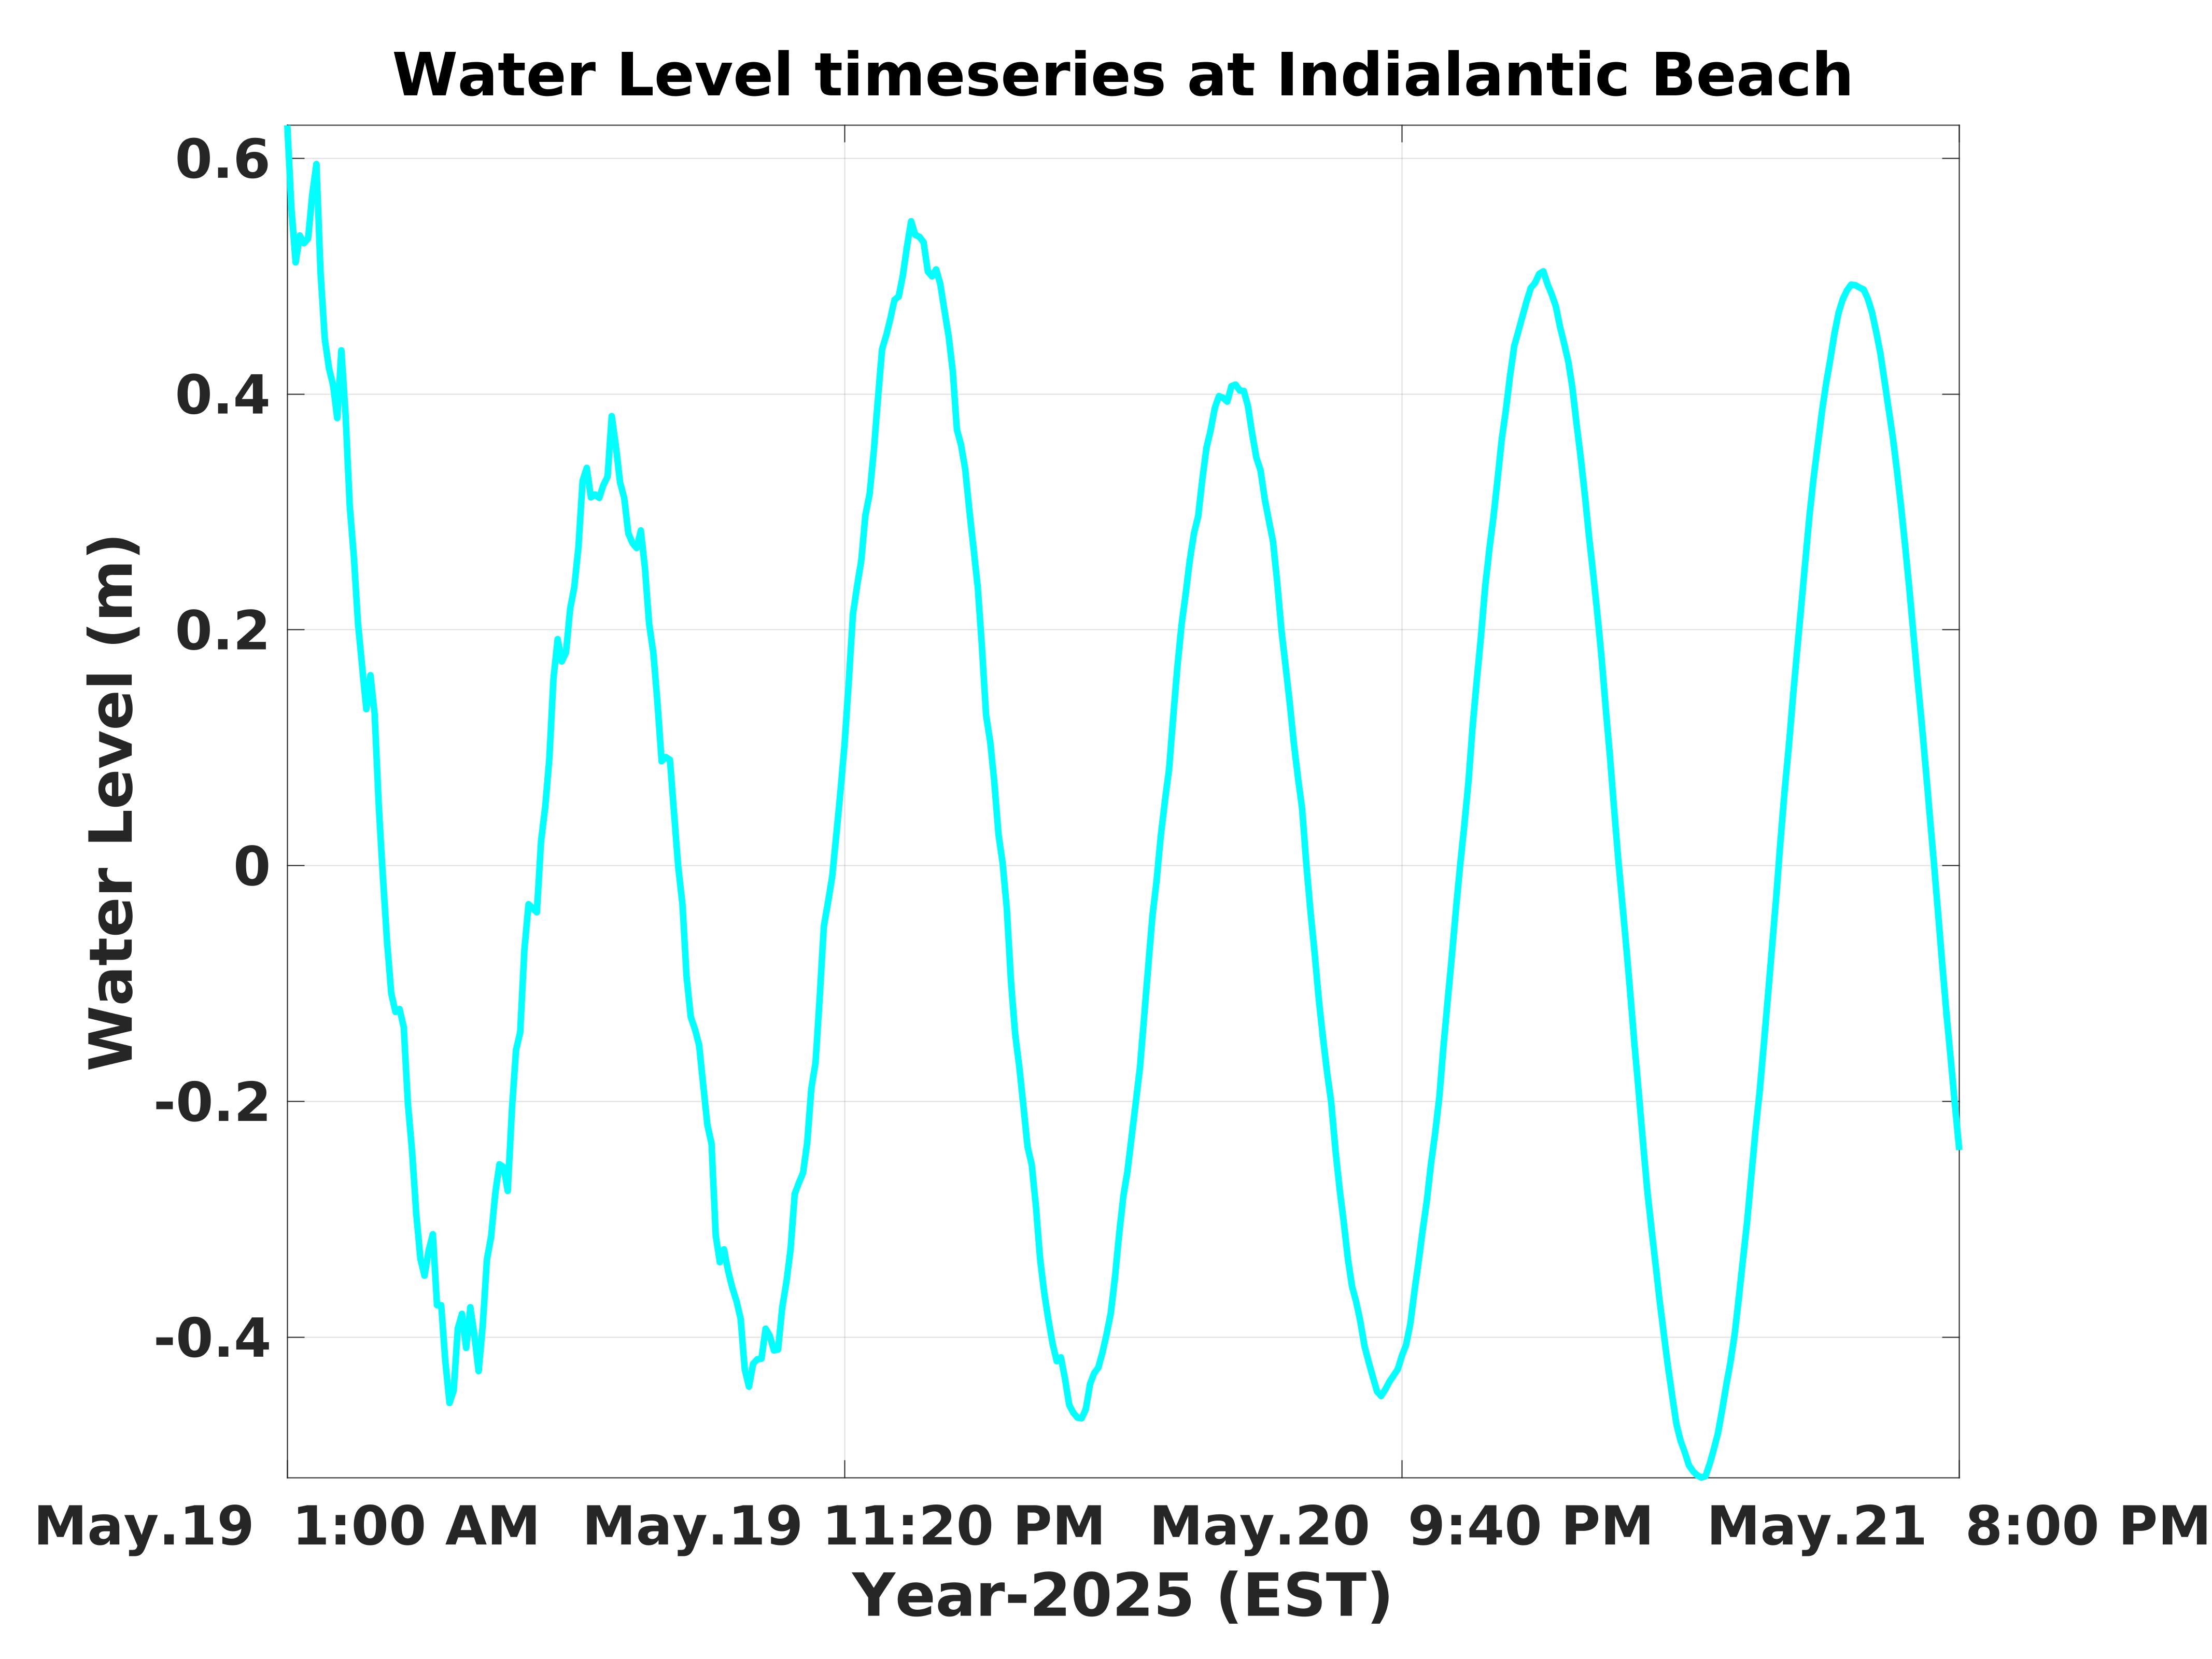 Water Level timeseries at Indialantic Beach
0.6
0.4
0.2
0
-0.2
-0.4
Water Level (m)
May.19 1:00 AM May.19 11:20 PM May.20 9:40 PM May.21 8:00 PM
Year-2025 (EST)